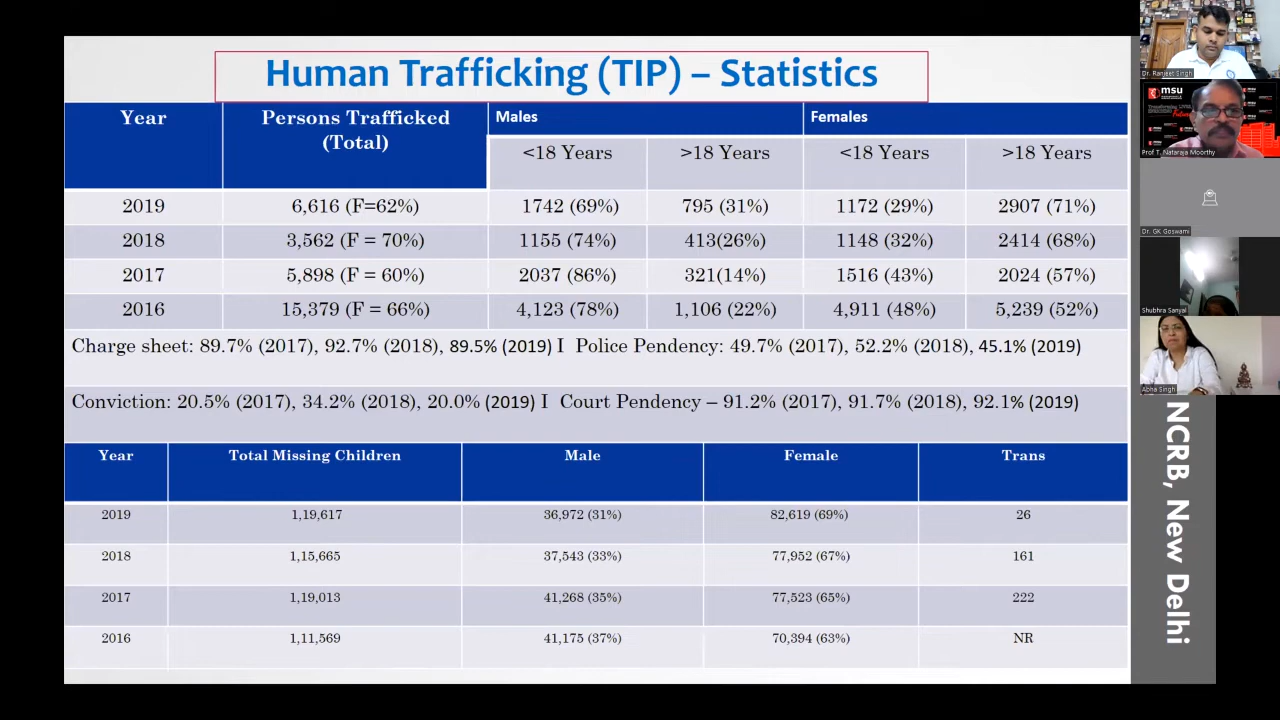 Human Trafficking (TIP) – Statistics
Year
Persons Trafficked
(Total)
Males
Females
<18 Years
>18 Years
<18 Years
>18 Years
2019
6,616 (F=62%)
1742 (69%)
795 (31%)
1172 (29%)
2907 (71%)
2018
3,562 (F = 70%)
1155 (74%)
413(26%)
1148 (32%)
2414 (68%)
2017
5,898 (F = 60%)
2037 (86%)
321(14%)
1516 (43%)
2024 (57%)
2016
15,379 (F = 66%)
4,123 (78%)
1,106 (22%)
4,911 (48%)
5,239 (52%)
Charge sheet: 89.7% (2017), 92.7% (2018), 89.5% (2019) I Police Pendency: 49.7% (2017), 52.2% (2018), 45.1% (2019)
Conviction: 20.5% (2017), 34.2% (2018), 20.0% (2019) I Court Pendency – 91.2% (2017), 91.7% (2018), 92.1% (2019)
Year
Total Missing Children
Male
Female
Trans
2019
1,19,617
36,972 (31%)
82,619 (69%)
26
2018
1,15,665
37,543 (33%)
77,952 (67%)
161
2017
1,19,013
41,268 (35%)
77,523 (65%)
222
2016
1,11,569
41,175 (37%)
70,394 (63%)
NR
NCRB, New Delhi
Dr. Ranjeet Singh
msu
Prof T. Nataraja Moorthy
Dr. GK Goswami
Shubhra Sanyal
Abha Singh